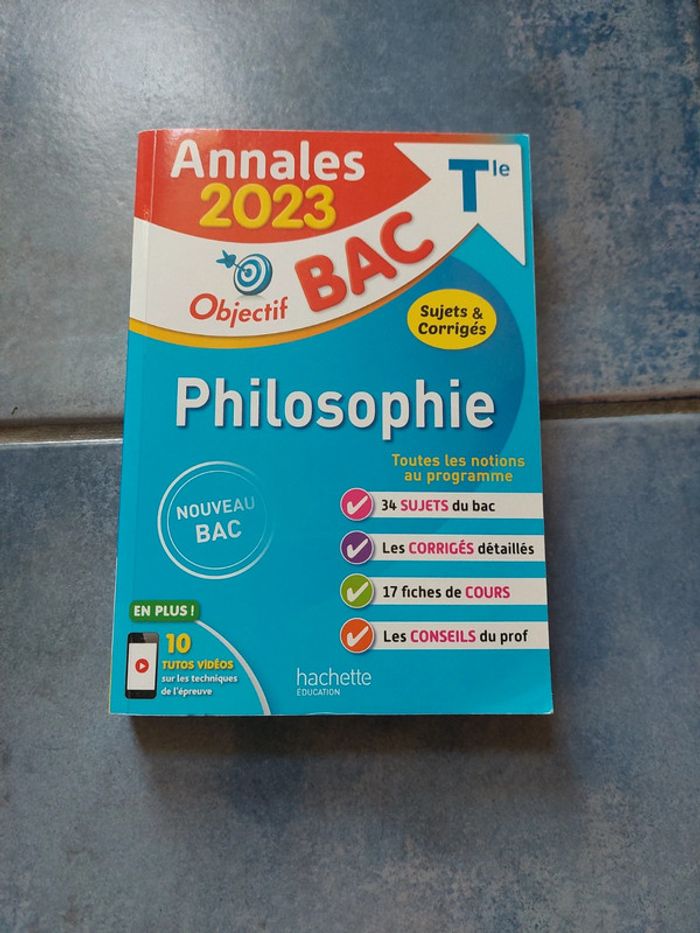 Annales
2023
Tle
Objectif
BAC
Sujets &
Corrigés
Philosophie
Toutes les notions
au programme
NOUVEAU
BAC
34 SUJETS du bac
Les CORRIGÉS détaillés
17 fiches de COURS
Les CONSEILS du prof
EN PLUS !
10
TUTOS VIDÉOS
sur les techniques
de l'épreuve
hachette
ÉDUCATION